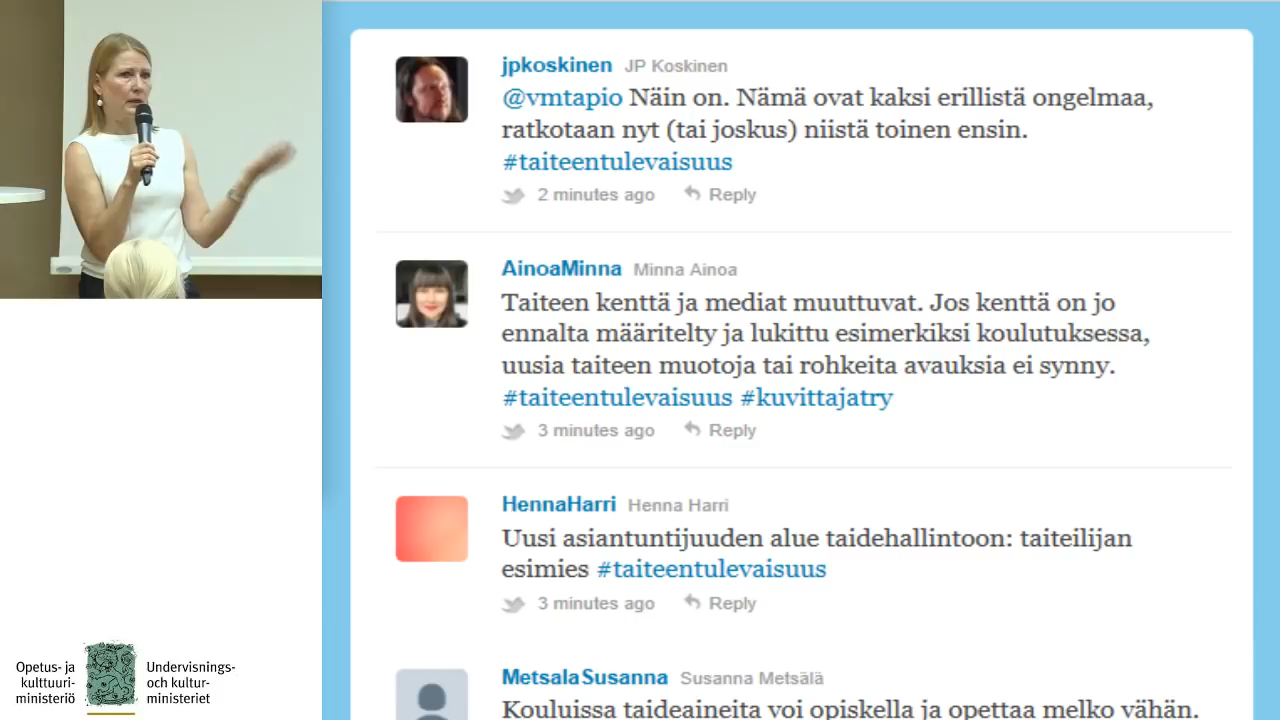 jpkoskinen JP Koskinen
@vmtapio Näin on. Nämä ovat kaksi erillistä ongelmaa,
ratkotaan nyt (tai joskus) niistä toinen ensin.
#taiteentulevaisuus
2 minutes ago Reply
AinoaMinna Minna Ainoa
Taiteen kenttä ja mediat muuttuvat. Jos kenttä on jo
ennalta määritelty ja lukittu esimerkiksi koulutuksessa,
uusia taiteen muotoja tai rohkeita avauksia ei synny.
#taiteentulevaisuus #kuvittajatry
3 minutes ago Reply
HennaHarri Henna Harri
Uusi asiantuntijuuden alue taidehallintoon: taiteilijan
esimies #taiteentulevaisuus
3 minutes ago Reply
MetsalaSusanna Susanna Metsälä
Kouluissa taideaineita voi opiskella ja opettaa melko vähän.
Opetus- ja
kulttuuri-
ministeriö
Undervisnings-
och kultur-
ministeriet